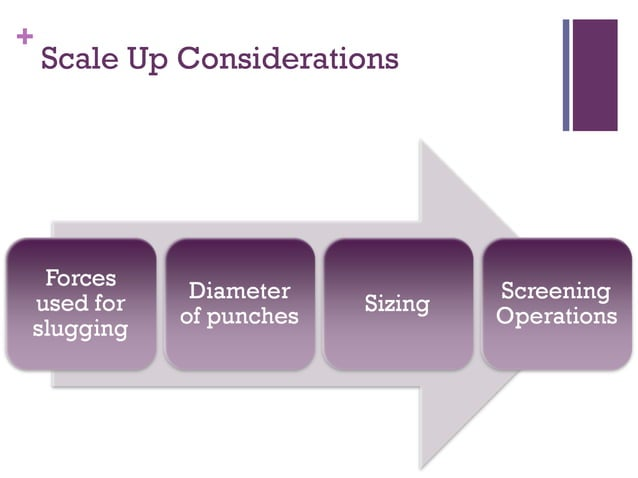 +
Scale Up Considerations
Forces
used for
slugging
Diameter
of punches
Sizing
Screening
Operations